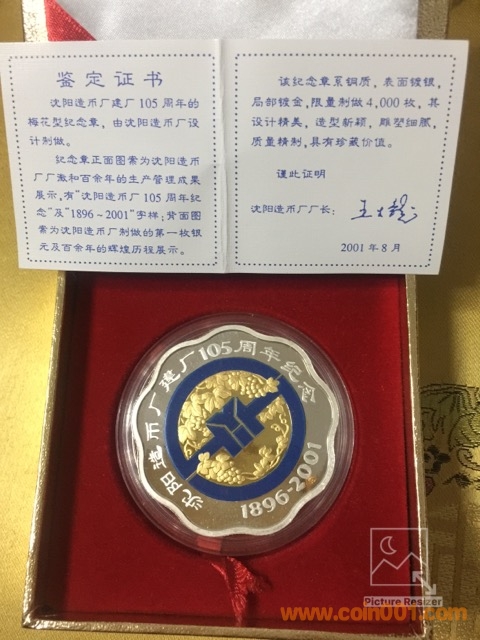 鉴定证书
沈阳造币厂建厂105周年的
梅花型纪念章，由沈阳造币厂设
计制做。
纪念章正面图案为沈阳造币
厂厂徽和百余年的生产管理成果
展示，有“沈阳造币厂105周年纪
念”及“1896～2001”字样；背面图
案为沈阳造币厂制做的第一枚银
元及百余年的辉煌历程展示。
该纪念章系铜质，表面镀银，
局部镀金，限量制做4,000枚，其
设计精美，造型新颖，雕塑细腻，
质量精制，具有珍藏价值。
谨此证明
沈阳造币厂厂长：
2001年8月
沈阳造币厂建厂105周年纪念
1896-2001
Picture Resizer
www.coin001.com